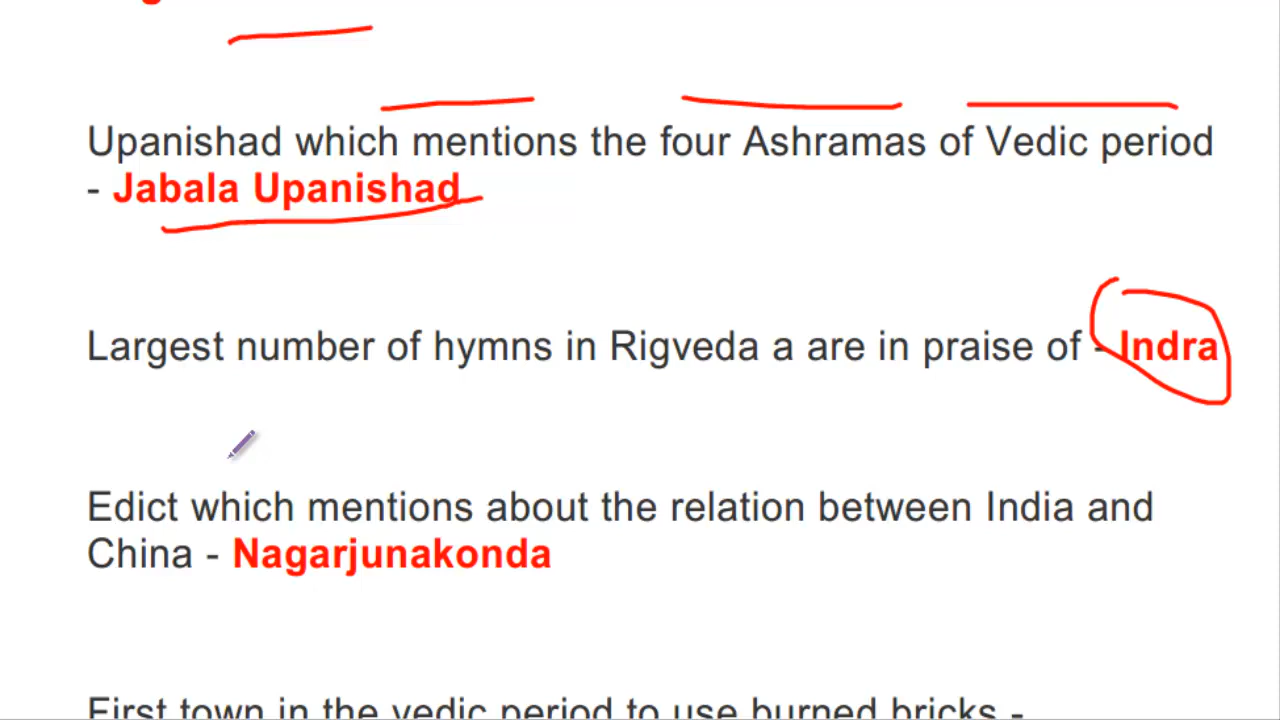 Upanishad which mentions the four Ashramas of Vedic period
- Jabala Upanishad
Largest number of hymns in Rigveda a are in praise of - Indra
Edict which mentions about the relation between India and
China - Nagarjunakonda
First town in the vedic period to use burned bricks -